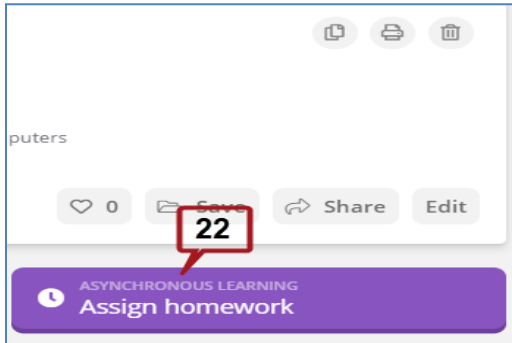 puters
0 Save Share Edit
22
ASYNCHRONOUS LEARNING
Assign homework